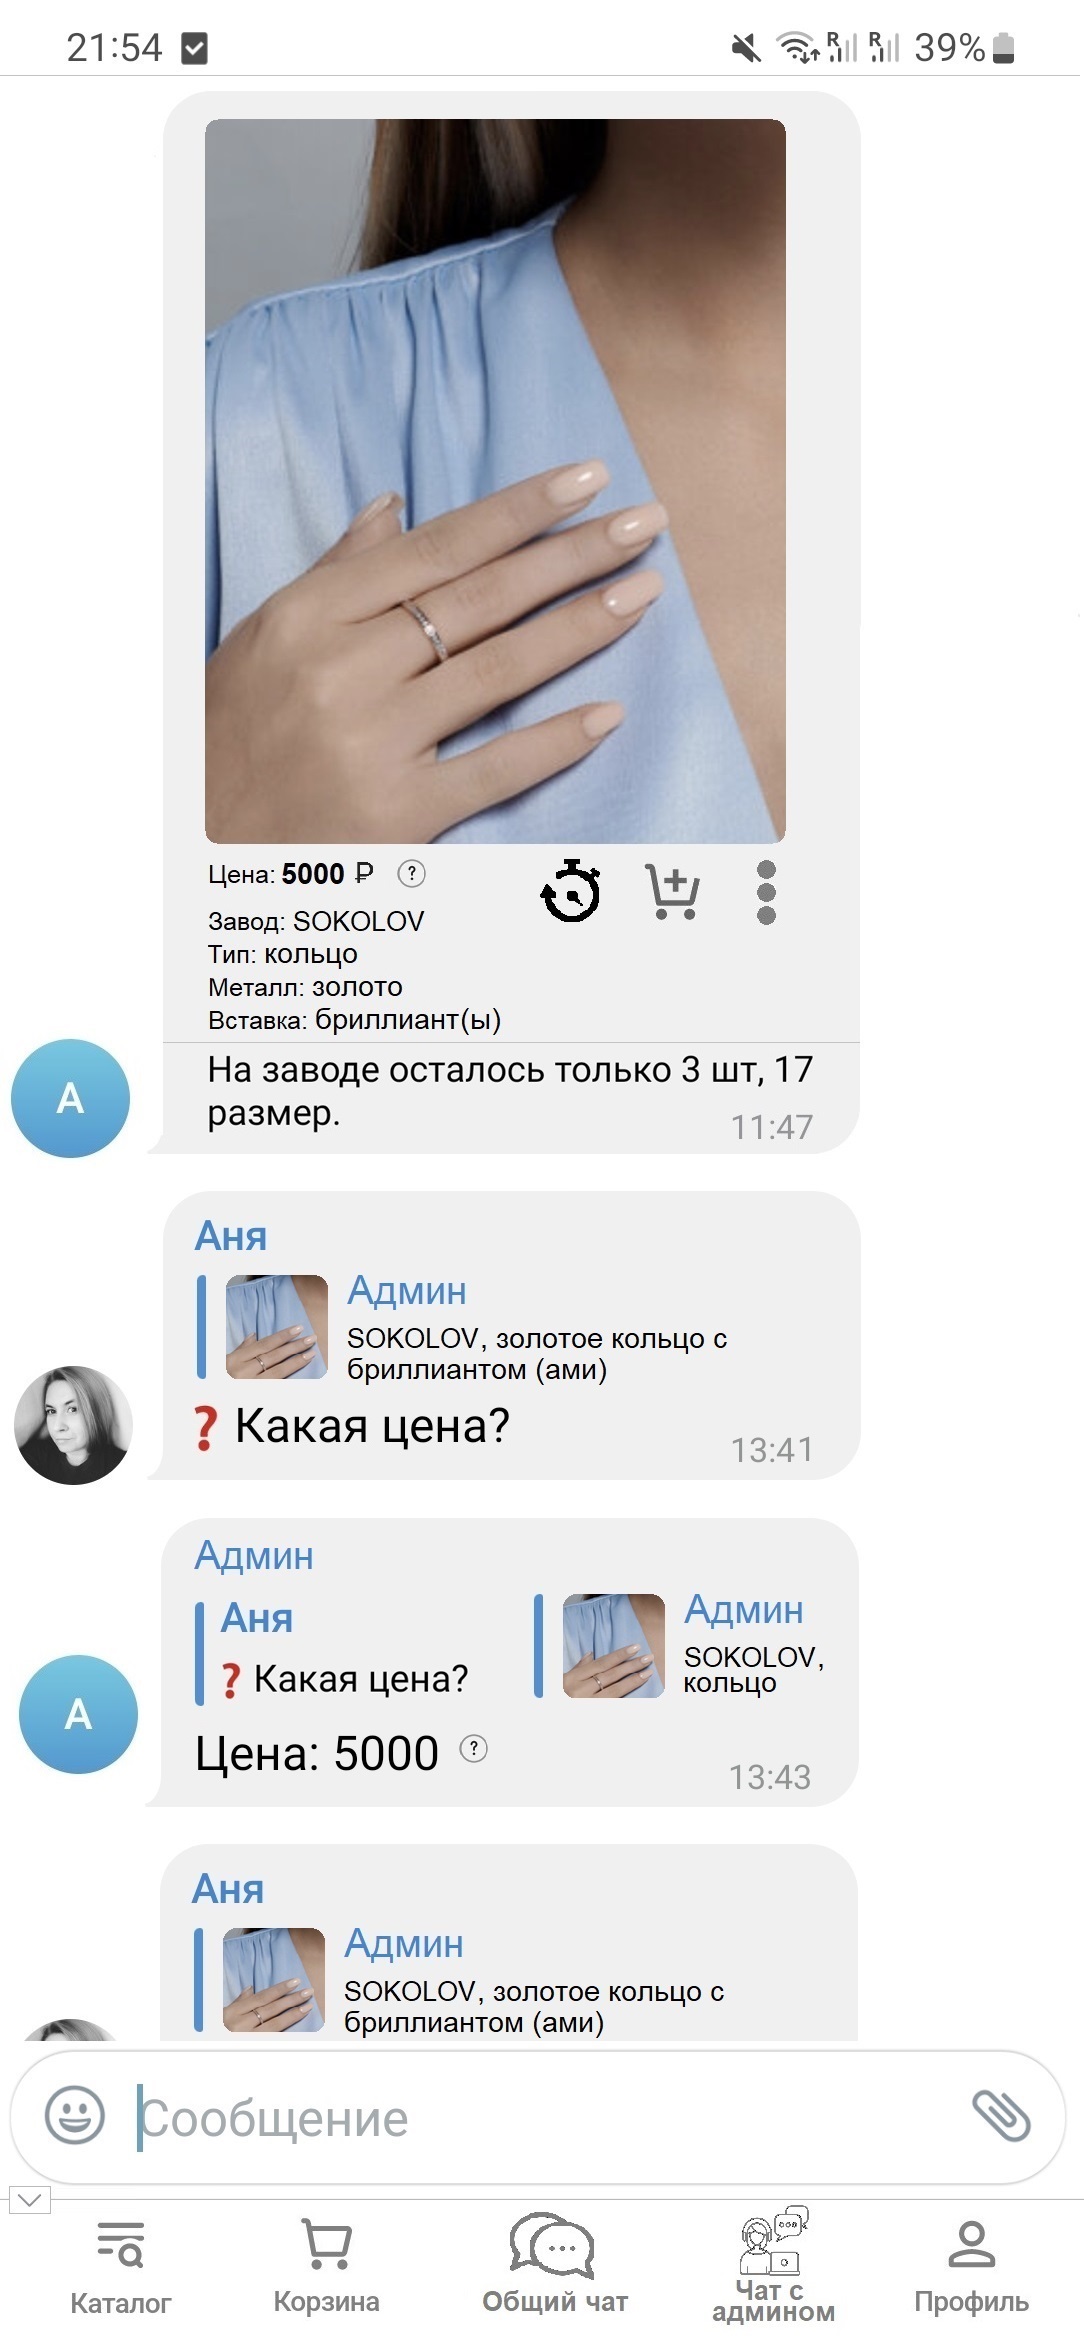 21:54
R R 39%
Цена: 5000 ₽ ?
Завод: SOKOLOV
Тип: кольцо
Металл: золото
Вставка: бриллиант(ы)
А
На заводе осталось только 3 шт, 17
размер.
11:47
Аня
Админ
SOKOLOV, золотое кольцо с
бриллиантом (ами)
❓ Какая цена?
13:41
Админ
Аня
❓ Какая цена?
Админ
SOKOLOV,
кольцо
А
Цена: 5000 ?
13:43
Аня
Админ
SOKOLOV, золотое кольцо с
бриллиантом (ами)
Сообщение
Каталог
Корзина
Общий чат
Чат с
админом
Профиль